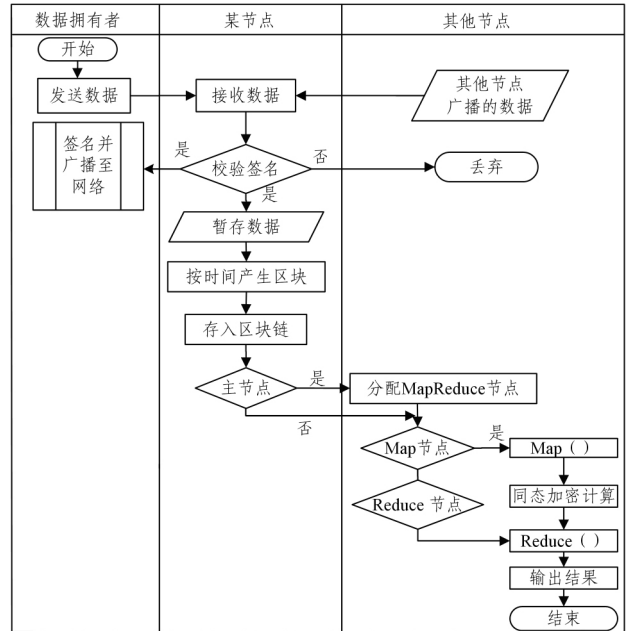 数据拥有者
某节点
其他节点
开始
发送数据
接收数据
其他节点
广播的数据
签名并
广播至
网络
是
校验签名
否
丢弃
是
暂存数据
按时间产生区块
存入区块链
主节点
是
分配MapReduce节点
否
Map节点
是
Map（）
Reduce 节点
同态加密计算
Reduce（）
输出结果
结束